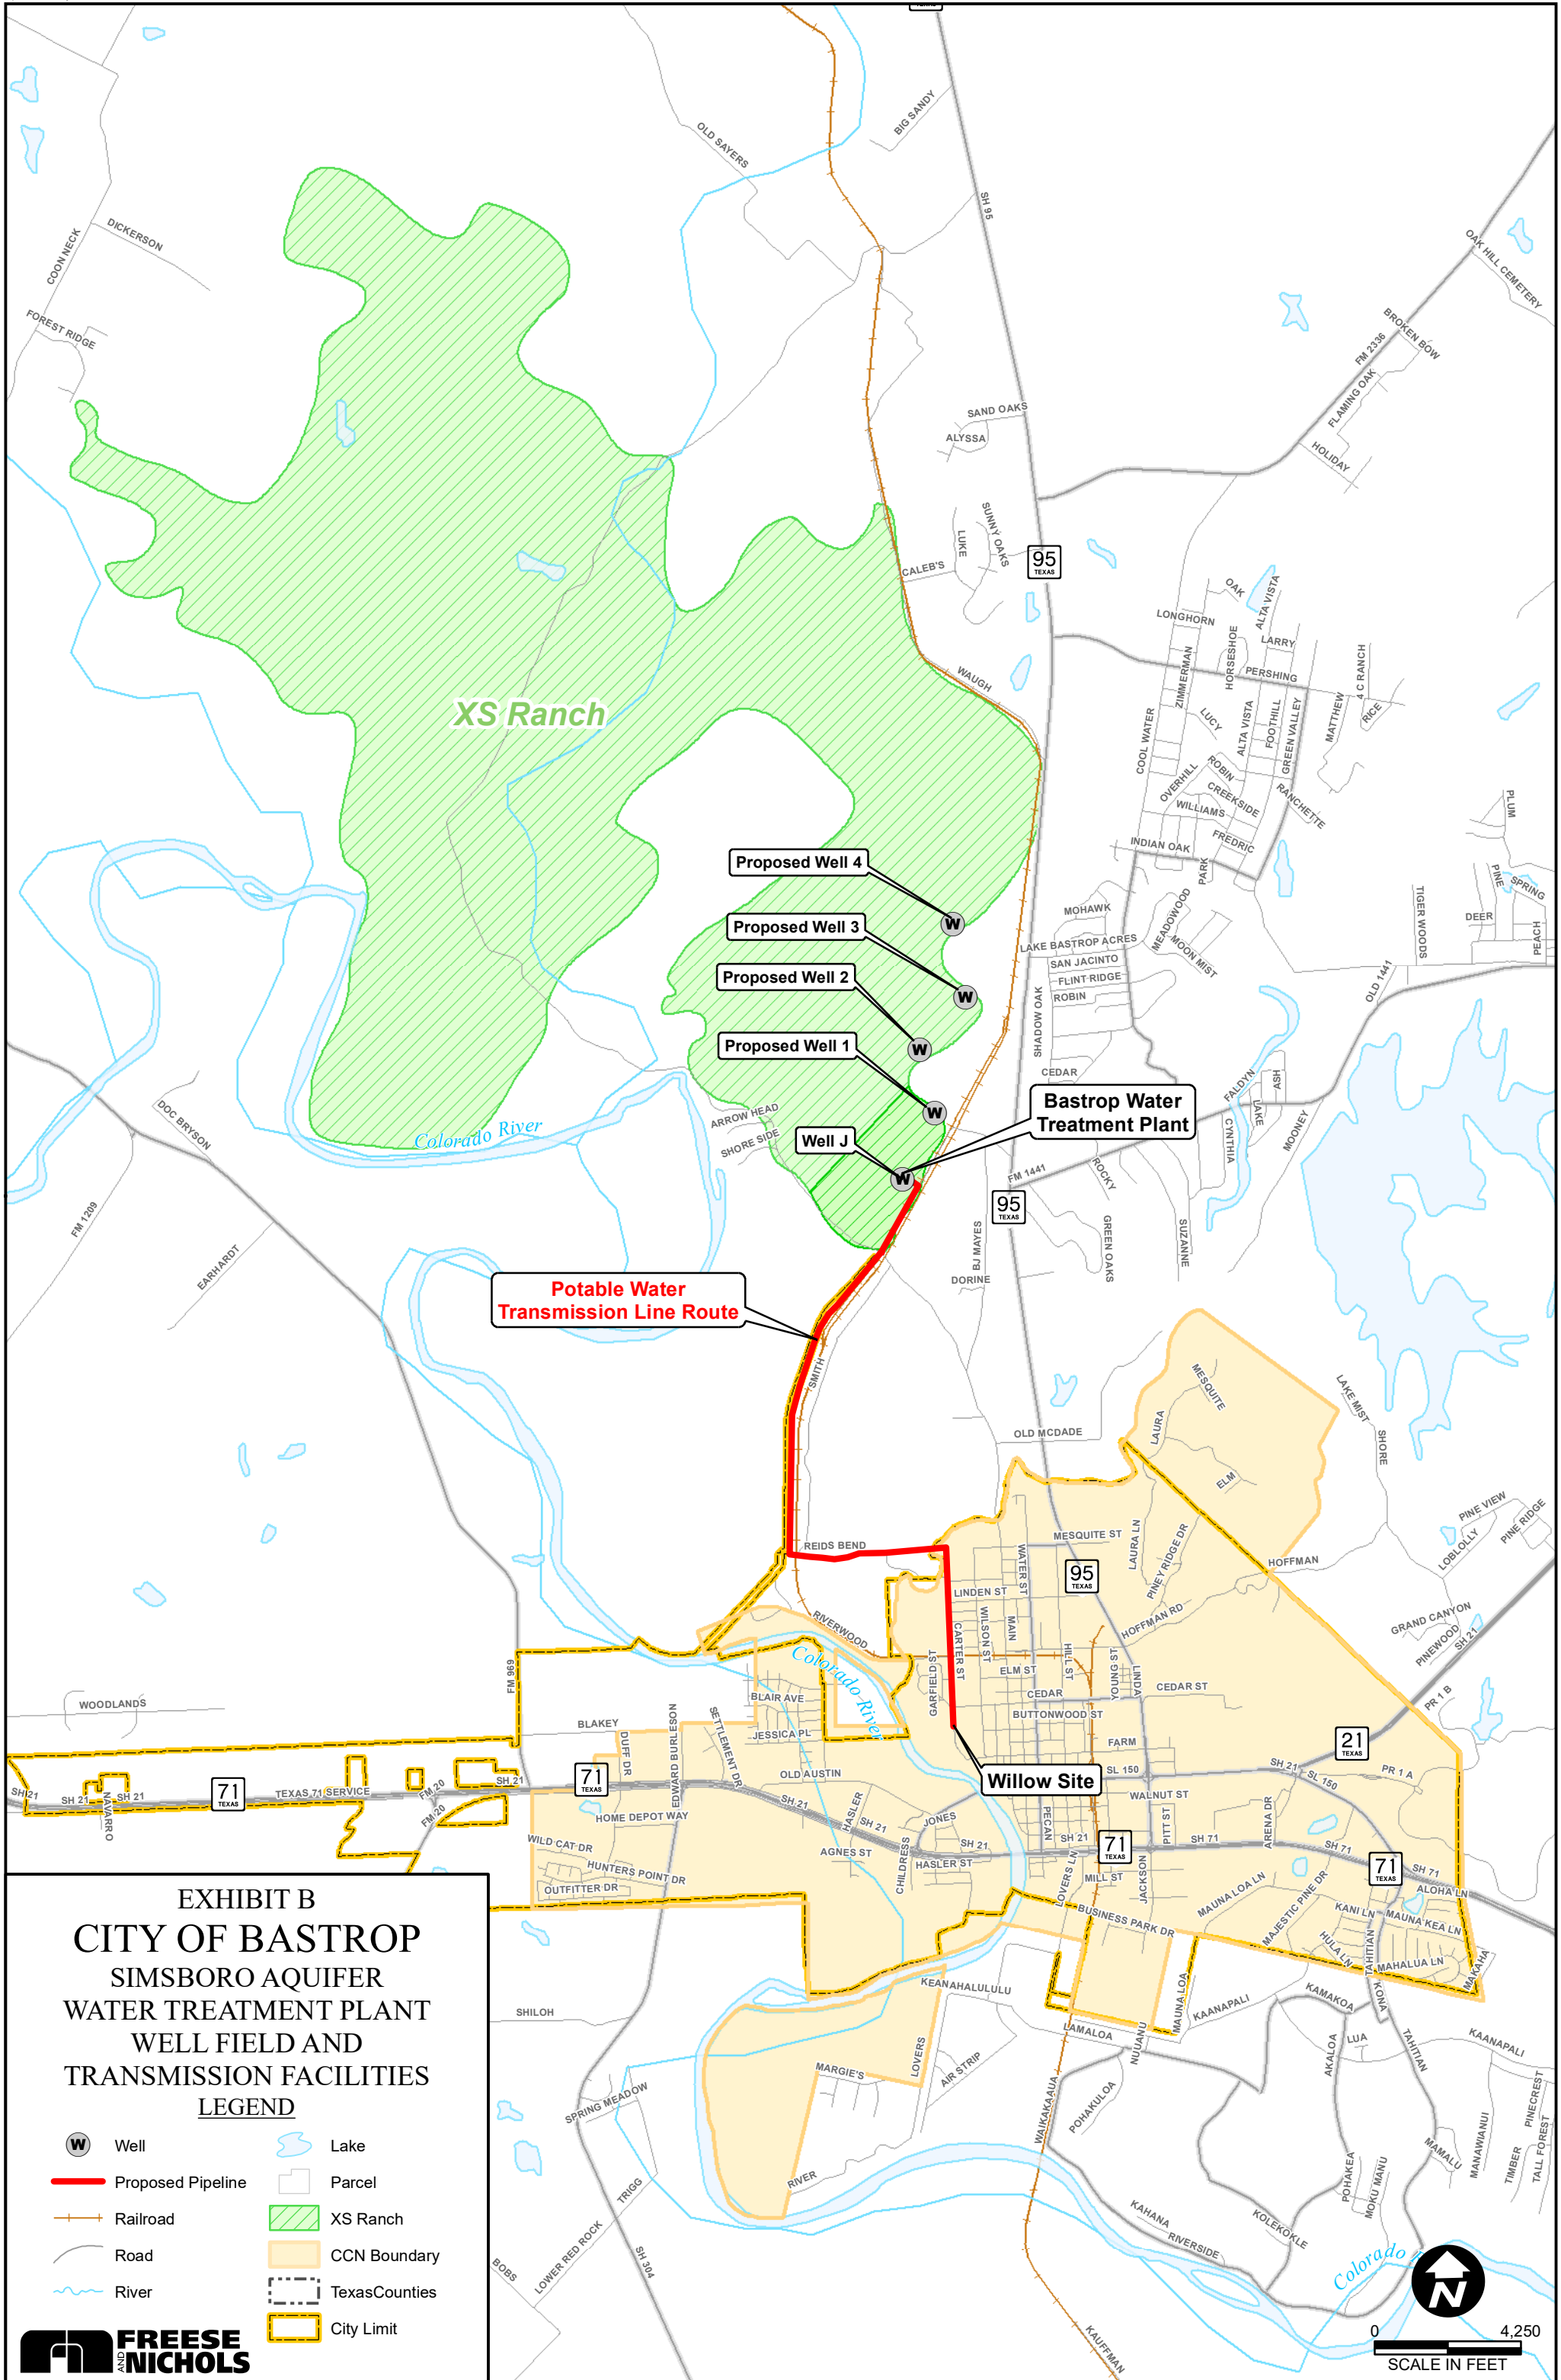 TEXAS
BIG SANDY
OLD SAYERS
SH 95
DICKERSON
COON NECK
OAK HILL CEMETERY
FOREST RIDGE
BROKEN BOW
FM 2336
FLAMING OAK
SAND OAKS
ALYSSA
HOLIDAY
SUNNY OAKS
LUKE
95
TEXAS
CALEB'S
OAK
ALTA VISTA
LONGHORN
HORSESHOE
LARRY
ZIMMERMAN
PERSHING
4 C RANCH
WAUGH
MATTHEW
RICE
XS Ranch
LUCY
ALTA VISTA
FOOTHILL
GREEN VALLEY
COOL WATER
ROBIN
OVERHILL
CREEKSIDE
RANCHETTE
WILLIAMS
PLUM
FREDRIC
INDIAN OAK
PARK
Proposed Well 4
W
PINE
SPRING
TIGER WOODS
DEER
PEACH
MOHAWK
MEADOWOOD
Proposed Well 3
LAKE BASTROP ACRES
MOON MIST
SAN JACINTO
FLINT RIDGE
ROBIN
W
OLD 1441
Proposed Well 2
SHADOW OAK
W
Proposed Well 1
CEDAR
FALDYN
ASH
LAKE
W
Bastrop Water
Treatment Plant
DOC BRYSON
ARROW HEAD
SHORE SIDE
Colorado River
Well J
CYNTHIA
MOONEY
W
FM 1441
ROCKY
95
TEXAS
FM 1209
EARHARDT
BJ MAYES
GREEN OAKS
SUZANNE
DORINE
Potable Water
Transmission Line Route
SMITH
MESQUITE
LAKE MIST
SHORE
LAURA
OLD MCDADE
ELM
PINE VIEW
PINE RIDGE
LOBLOLLY
MESQUITE ST
LAURA LN
PINEY RIDGE DR
REIDS BEND
WATER ST
HOFFMAN
95
TEXAS
LINDEN ST
WILSON ST
MAIN
HOFFMAN RD
GRAND CANYON
PINEWOOD
SH 21
RIVERWOOD
CARTER ST
HILL ST
Colorado River
GARFIELD ST
ELM ST
YOUNG ST
LINDA
FM 969
CEDAR
CEDAR ST
PR 1 B
WOODLANDS
BLAIR AVE
BUTTONWOOD ST
BLAKEY
DUFF DR
EDWARD BURLESON
SETTLEMENT DR
JESSICA PL
FARM
21
TEXAS
Willow Site
SL 150
SH 21
SL 150
PR 1 A
71
TEXAS
OLD AUSTIN
SH 21
SH 21
SH 21
NAVARRO
71
TEXAS
TEXAS 71 SERVICE
FM 20
SH 21
FM 20
WALNUT ST
HOME DEPOT WAY
SH 21
HASLER
SH 21
JONES
SH 21
PECAN
SH 21
PITT ST
ARENA DR
71
TEXAS
SH 71
SH 71
WILD CAT DR
AGNES ST
CHILDRESS
HASLER ST
HUNTERS POINT DR
OUTFITTER DR
LOVERS LN
MILL ST
JACKSON
71
TEXAS
SH 71
ALOHA LN
MAUNA LOA LN
MAJESTIC PINE DR
BUSINESS PARK DR
KANI LN
MAUNA KEA LN
HULA LN
TAHITIAN
MAHALUA LN
MAKAHA
KEANAHALULULU
MAUNA LOA
KAANAPALI
KAMAKOA
KONA
SHILOH
LAMALOA
NUUANU
AKALOA
LUA
TAHITIAN
KAANAPALI
MARGIE'S
LOVERS
AIR STRIP
SPRING MEADOW
WAIKAKAAUA
POHAKULOA
MAMALU
MANAWIANUI
PINECREST
TIMBER
TALL FOREST
RIVER
POHAKEA
MOKU MANU
TRIGG
KAHANA
RIVERSIDE
KOLEKOKLE
BOBS
LOWER RED ROCK
SH 304
Colorado
KAUFFMAN
EXHIBIT B
CITY OF BASTROP
SIMSBORO AQUIFER
WATER TREATMENT PLANT
WELL FIELD AND
TRANSMISSION FACILITIES
LEGEND
W Well
Lake
Proposed Pipeline
Parcel
Railroad
XS Ranch
Road
CCN Boundary
River
TexasCounties
City Limit
FREESE
AND NICHOLS
N
0 4,250
SCALE IN FEET